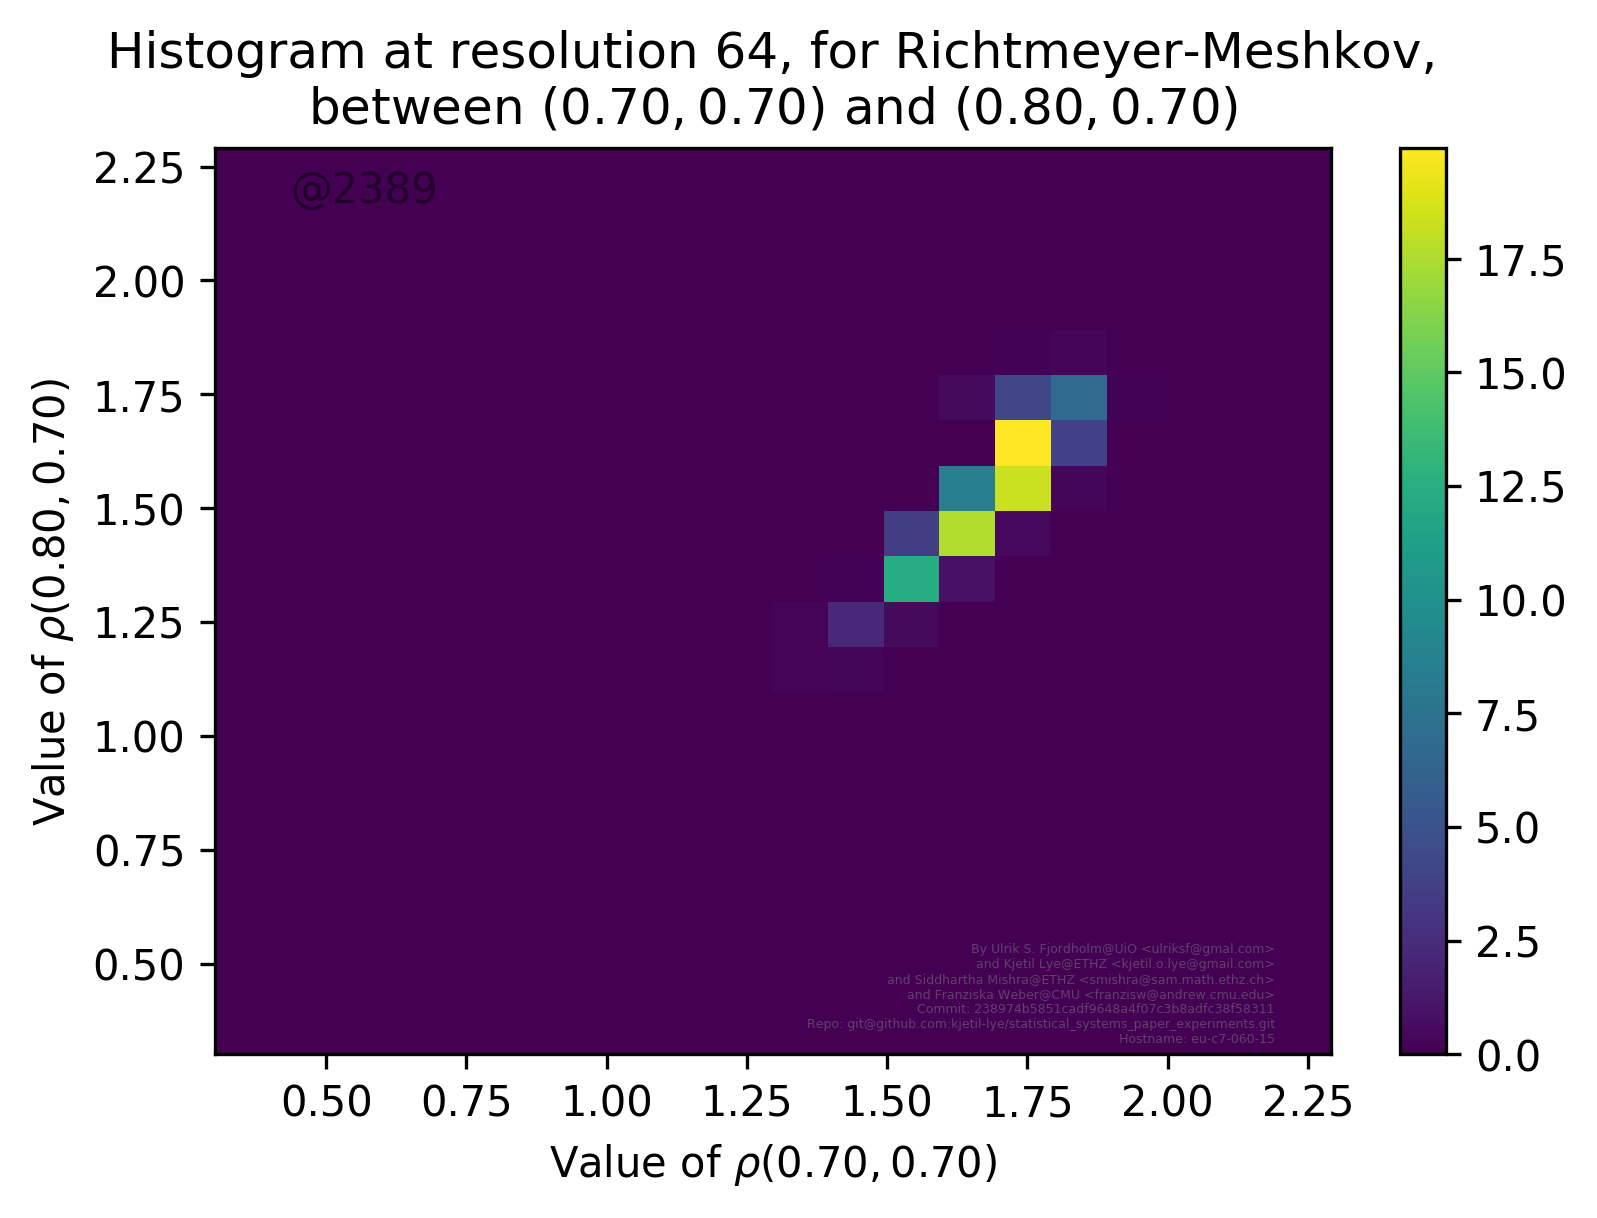 Histogram at resolution 64, for Richtmeyer-Meshkov,
between (0.70, 0.70) and (0.80, 0.70)
@2389
2.25
2.00
1.75
1.50
1.25
1.00
0.75
0.50
Value of ρ(0.80, 0.70)
0.50 0.75 1.00 1.25 1.50 1.75 2.00 2.25
Value of ρ(0.70, 0.70)
17.5
15.0
12.5
10.0
7.5
5.0
2.5
0.0
By Ulrik S. Fjordholm@UiO <ulriksf@gmal.com>
and Kjetil Lye@ETHZ <kjetil.o.lye@gmail.com>
and Siddhartha Mishra@ETHZ <smishra@sam.math.ethz.ch>
and Franziska Weber@CMU <franzisw@andrew.cmu.edu>
Commit: 238974b5851cadf9648a4f07c3b8adfc38f58311
Repo: git@github.com:kjetil-lye/statistical_systems_paper_experiments.git
Hostname: eu-c7-060-15